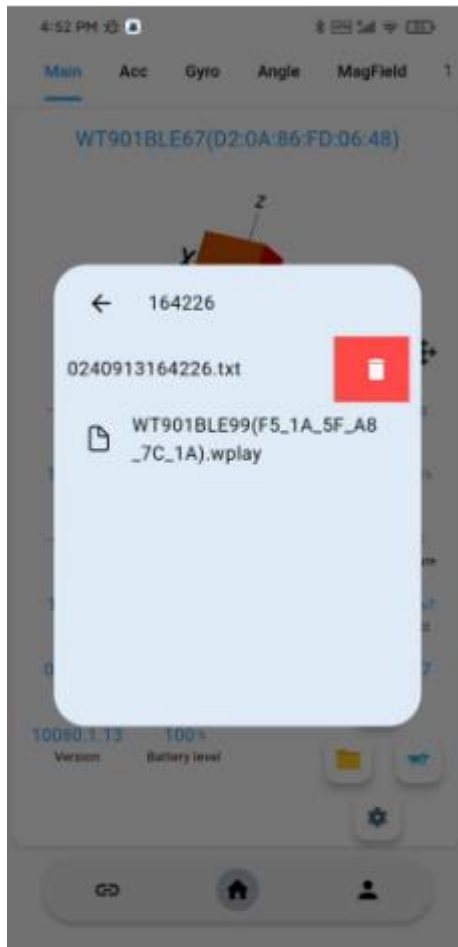 4:52 PM
Main Acc Gyro Angle MagField
WT901BLE67(D2:0A:86:FD:06:48)
Z
164226
0240913164226.txt
WT901BLE99(F5_1A_5F_A8
_7C_1A).wplay
10080.1.13 100%
Version Battery level